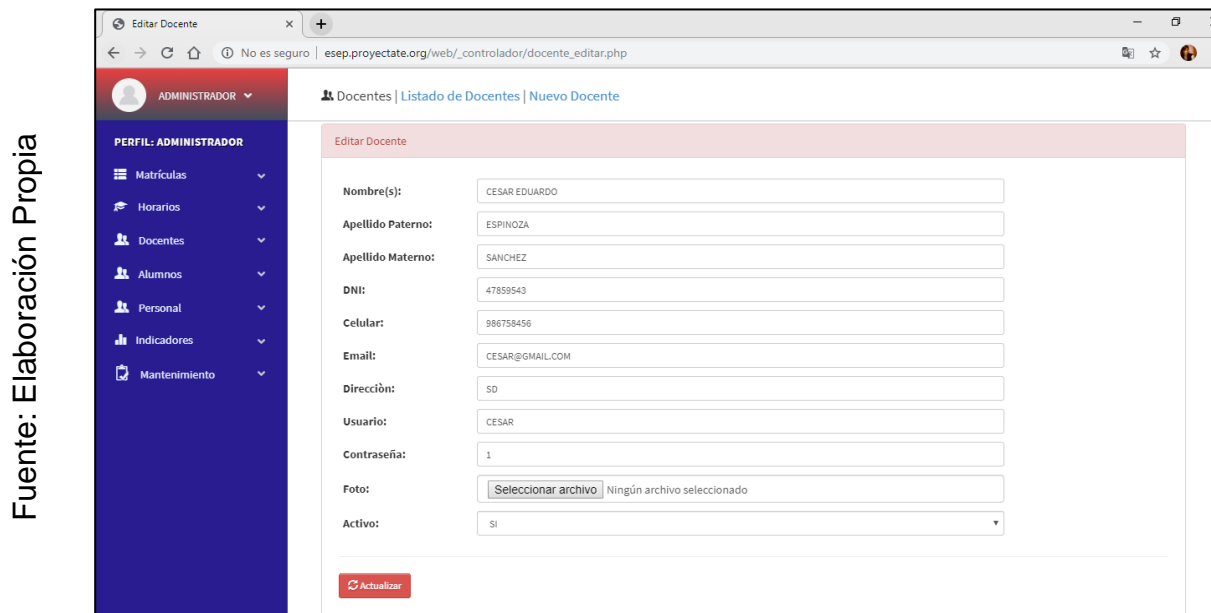 Fuente: Elaboración Propia
Editar Docente
No es seguro | esep.proyectate.org/web/_controlador/docente_editar.php
ADMINISTRADOR
Docentes | Listado de Docentes | Nuevo Docente
PERFIL: ADMINISTRADOR
Matrículas
Horarios
Docentes
Alumnos
Personal
Indicadores
Mantenimiento
Editar Docente
Nombre(s): CESAR EDUARDO
Apellido Paterno: ESPINOZA
Apellido Materno: SANCHEZ
DNI: 47859543
Celular: 986758456
Email: CESAR@GMAIL.COM
Direcciòn: SD
Usuario: CESAR
Contraseña: 1
Foto: Seleccionar archivo Ningún archivo seleccionado
Activo: SI
Actualizar